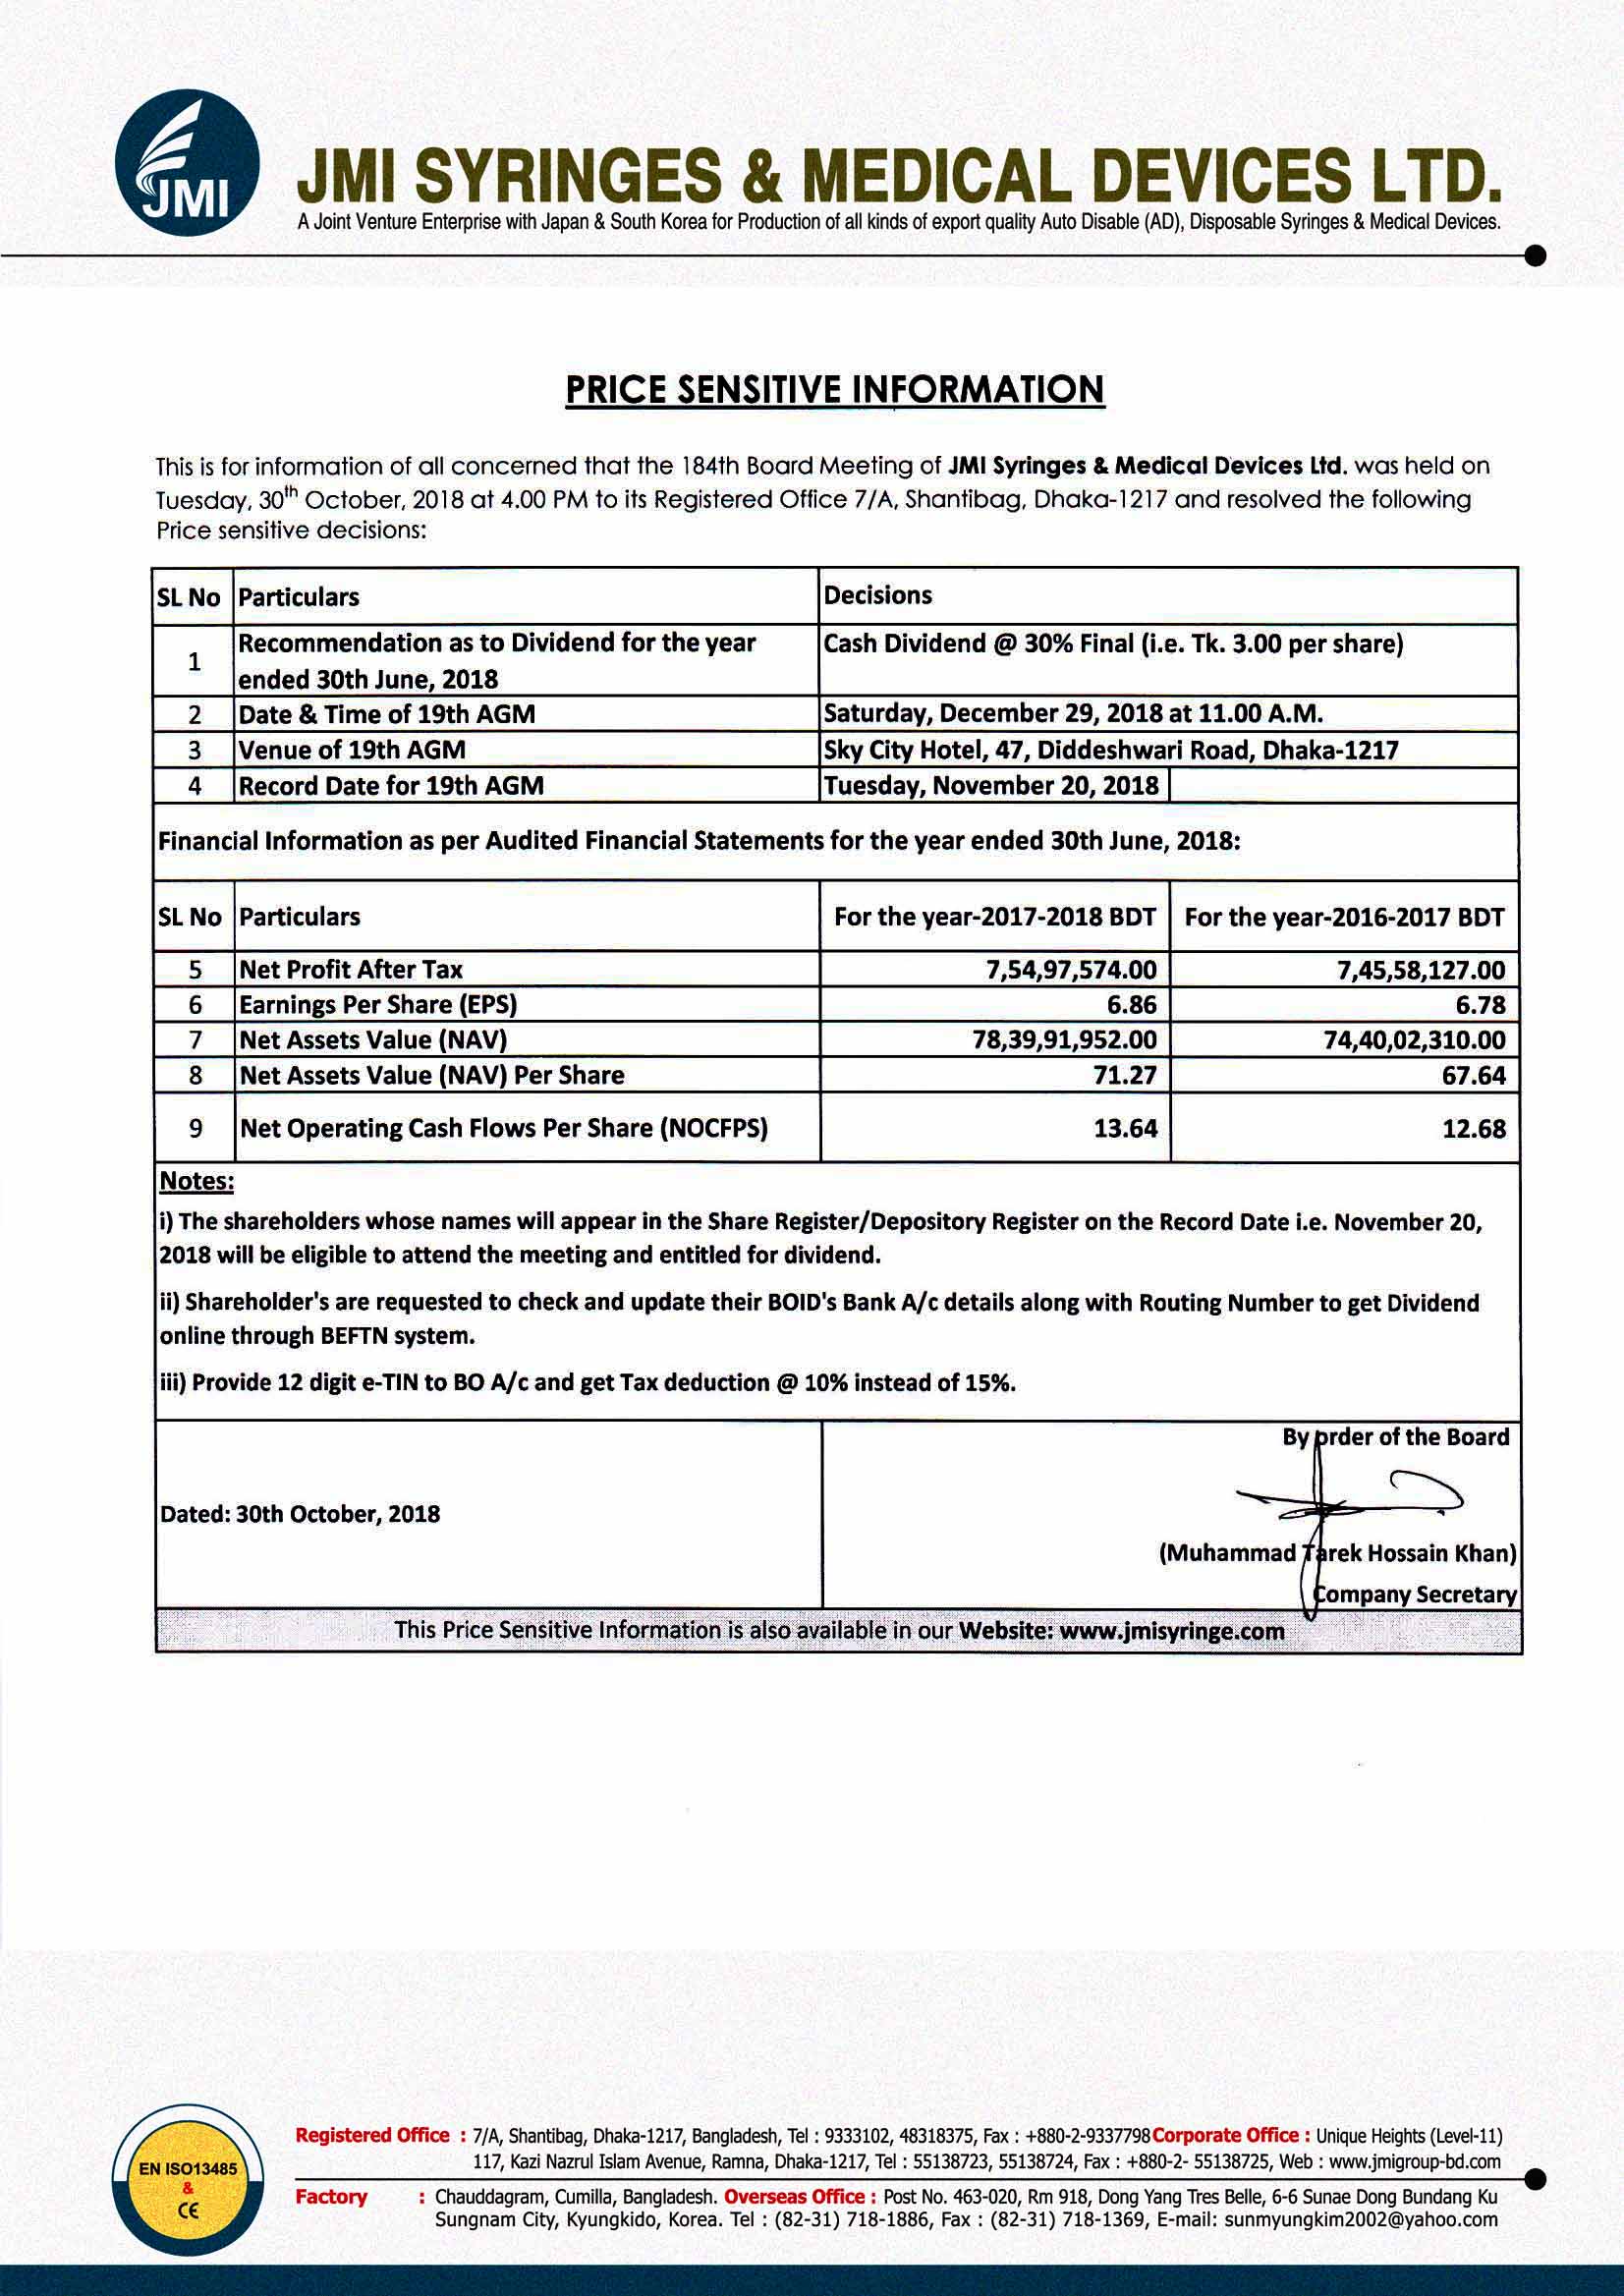 JMI
JMI SYRINGES & MEDICAL DEVICES LTD.
A Joint Venture Enterprise with Japan & South Korea for Production of all kinds of export quality Auto Disable (AD), Disposable Syringes & Medical Devices.
PRICE SENSITIVE INFORMATION
This is for information of all concerned that the 184th Board Meeting of JMI Syringes & Medical Devices Ltd. was held on
Tuesday, 30th October, 2018 at 4.00 PM to its Registered Office 7/A, Shantibag, Dhaka-1217 and resolved the following
Price sensitive decisions:
SL No Particulars Decisions
1 Recommendation as to Dividend for the year Cash Dividend @ 30% Final (i.e. Tk. 3.00 per share)
ended 30th June, 2018
2 Date & Time of 19th AGM Saturday, December 29, 2018 at 11.00 A.M.
3 Venue of 19th AGM Sky City Hotel, 47, Diddeshwari Road, Dhaka-1217
4 Record Date for 19th AGM Tuesday, November 20, 2018
Financial Information as per Audited Financial Statements for the year ended 30th June, 2018:
SL No Particulars For the year-2017-2018 BDT For the year-2016-2017 BDT
5 Net Profit After Tax 7,54,97,574.00 7,45,58,127.00
6 Earnings Per Share (EPS) 6.86 6.78
7 Net Assets Value (NAV) 78,39,91,952.00 74,40,02,310.00
8 Net Assets Value (NAV) Per Share 71.27 67.64
9 Net Operating Cash Flows Per Share (NOCFPS) 13.64 12.68
Notes:
i) The shareholders whose names will appear in the Share Register/Depository Register on the Record Date i.e. November 20,
2018 will be eligible to attend the meeting and entitled for dividend.
ii) Shareholder's are requested to check and update their BOID's Bank A/c details along with Routing Number to get Dividend
online through BEFTN system.
iii) Provide 12 digit e-TIN to BO A/c and get Tax deduction @ 10% instead of 15%.
By order of the Board
Dated: 30th October, 2018
(Muhammad Tarek Hossain Khan)
Company Secretary
This Price Sensitive Information is also available in our Website: www.jmisyringe.com
EN ISO13485
&
CE
Registered Office : 7/A, Shantibag, Dhaka-1217, Bangladesh, Tel : 9333102, 48318375, Fax : +880-2-9337798 Corporate Office : Unique Heights (Level-11)
117, Kazi Nazrul Islam Avenue, Ramna, Dhaka-1217, Tel : 55138723, 55138724, Fax : +880-2- 55138725, Web : www.jmigroup-bd.com
Factory : Chauddagram, Cumilla, Bangladesh. Overseas Office : Post No. 463-020, Rm 918, Dong Yang Tres Belle, 6-6 Sunae Dong Bundang Ku
Sungnam City, Kyungkido, Korea. Tel : (82-31) 718-1886, Fax : (82-31) 718-1369, E-mail: sunmyungkim2002@yahoo.com